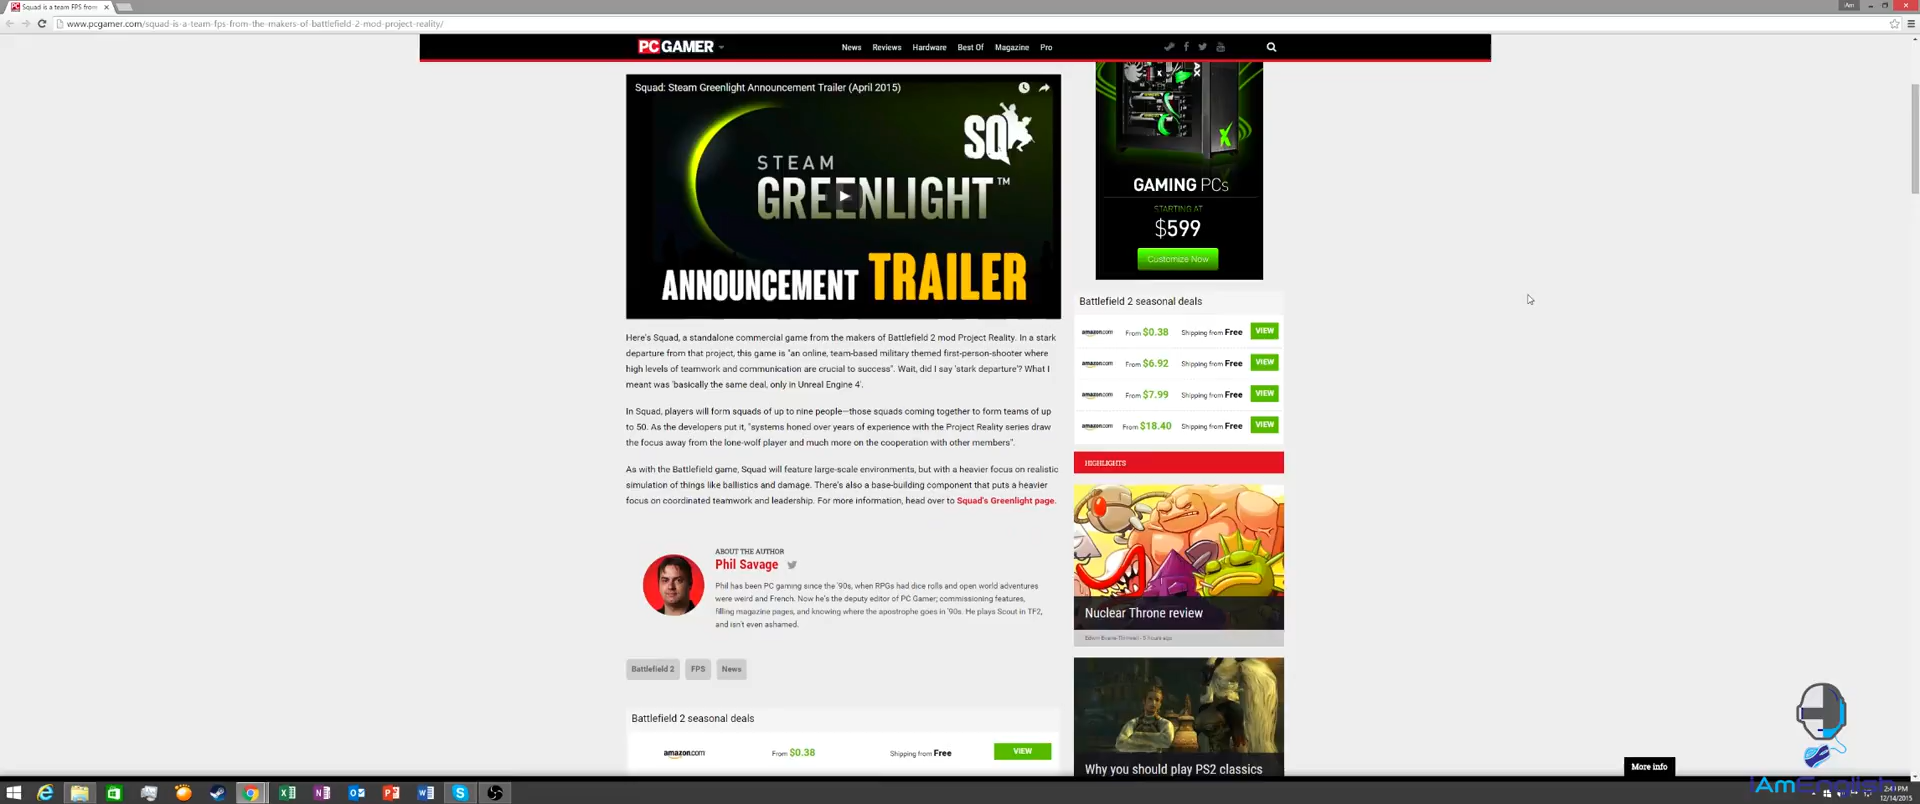 Squad is a team FPS from
iAm
www.pcgamer.com/squad-is-a-team-fps-from-the-makers-of-battlefield-2-mod-project-reality/
PC GAMER
News Reviews Hardware Best Of Magazine Pro
Squad: Steam Greenlight Announcement Trailer (April 2015)
SQ
STEAM
GREENLIGHT™
ANNOUNCEMENT TRAILER
GAMING PCs
STARTING AT
$599
Customize Now
Battlefield 2 seasonal deals
amazon.com From $0.38 Shipping from Free VIEW
amazon.com From $6.92 Shipping from Free VIEW
amazon.com From $7.99 Shipping from Free VIEW
amazon.com From $18.40 Shipping from Free VIEW
Here's Squad, a standalone commercial game from the makers of Battlefield 2 mod Project Reality. In a stark
departure from that project, this game is "an online, team-based military themed first-person-shooter where
high levels of teamwork and communication are crucial to success". Wait, did I say 'stark departure'? What I
meant was 'basically the same deal, only in Unreal Engine 4'.
In Squad, players will form squads of up to nine people—those squads coming together to form teams of up
to 50. As the developers put it, "systems honed over years of experience with the Project Reality series draw
the focus away from the lone-wolf player and much more on the cooperation with other members".
As with the Battlefield game, Squad will feature large-scale environments, but with a heavier focus on realistic
simulation of things like ballistics and damage. There's also a base-building component that puts a heavier
focus on coordinated teamwork and leadership. For more information, head over to Squad's Greenlight page.
HIGHLIGHTS
Nuclear Throne review
5 hours ago
Why you should play PS2 classics
ABOUT THE AUTHOR
Phil Savage
Phil has been PC gaming since the '90s, when RPGs had dice rolls and open world adventures
were weird and French. Now he's the deputy editor of PC Gamer; commissioning features,
filling magazine pages, and knowing where the apostrophe goes in '90s. He plays Scout in TF2,
and isn't even ashamed.
Battlefield 2 FPS News
Battlefield 2 seasonal deals
amazon.com From $0.38 Shipping from Free VIEW
More info
12/14/2015